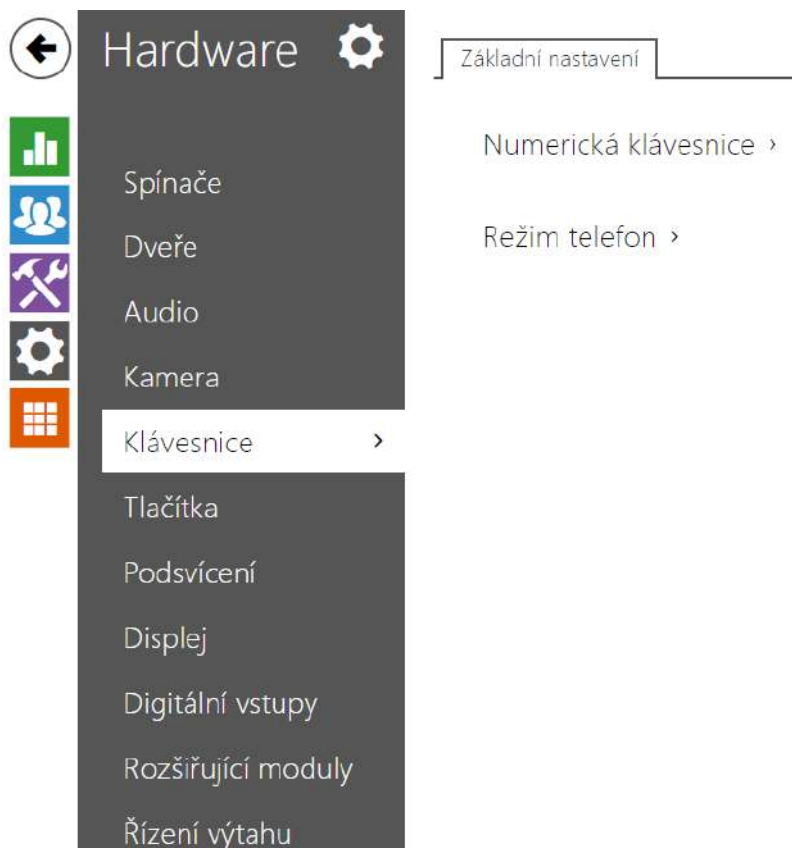 Hardware
Spínače
Dveře
Audio
Kamera
Klávesnice
Tlačítka
Podsvícení
Displej
Digitální vstupy
Rozšiřující moduly
Řízení výtahu
Základní nastavení
Numerická klávesnice
Režim telefon